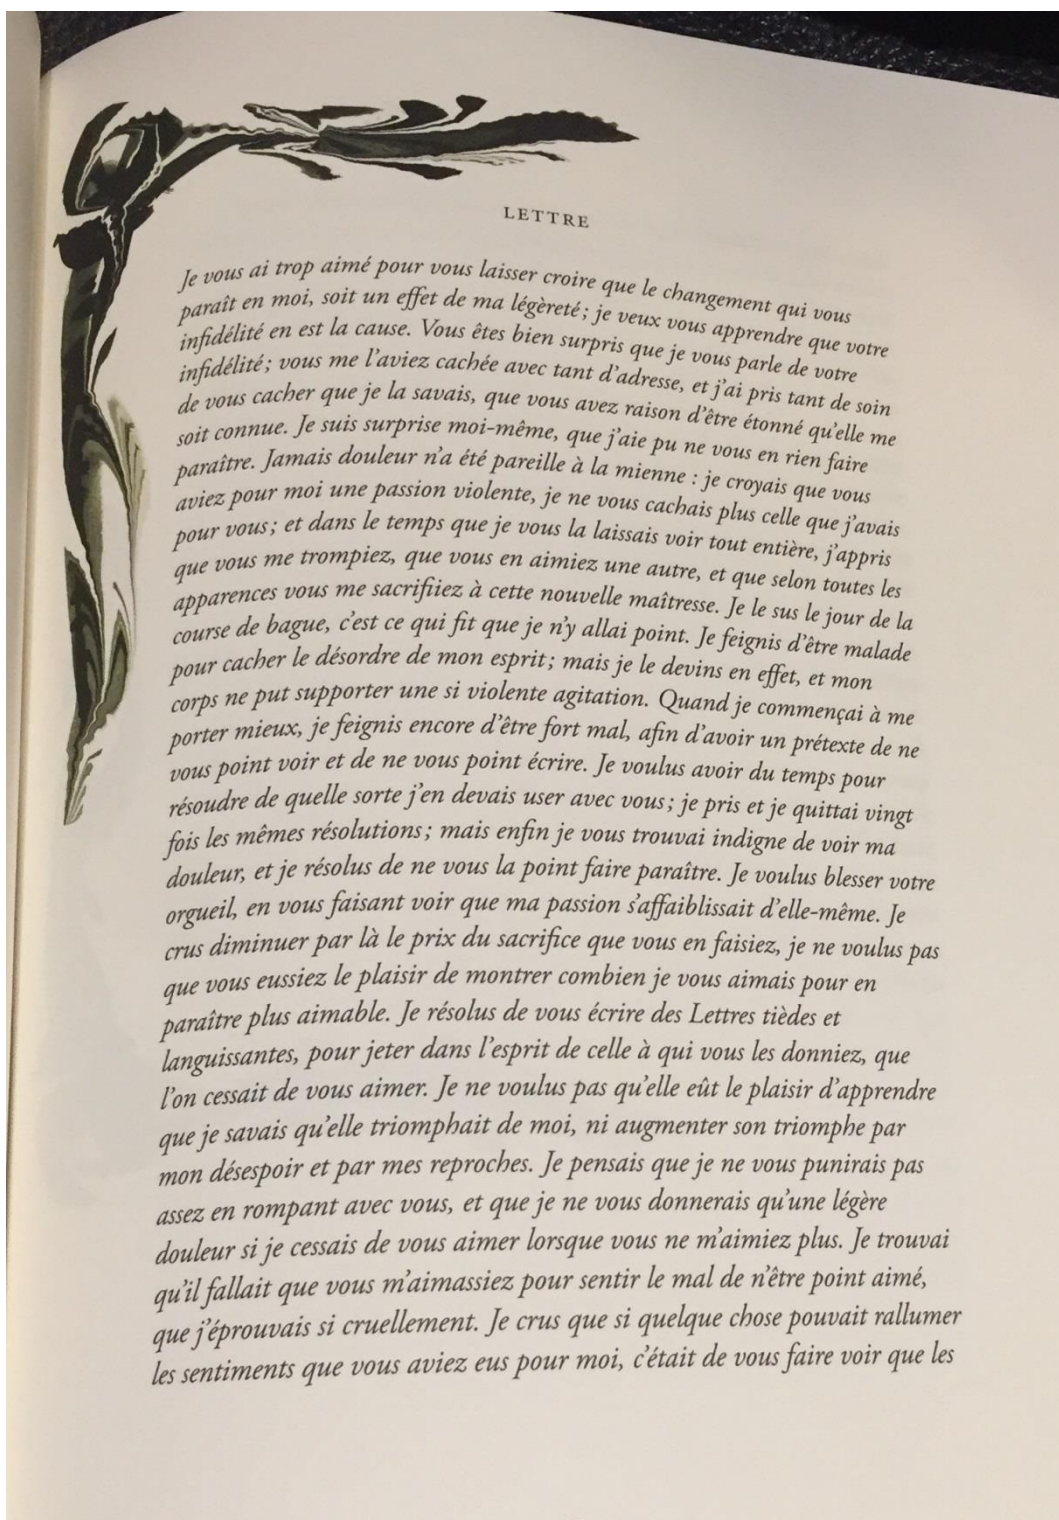 LETTRE
Je vous ai trop aimé pour vous laisser croire que le changement qui vous
paraît en moi, soit un effet de ma légèreté ; je veux vous apprendre que votre
infidélité en est la cause. Vous êtes bien surpris que je vous parle de votre
infidélité ; vous me l'aviez cachée avec tant d'adresse, et j'ai pris tant de soin
de vous cacher que je la savais, que vous avez raison d'être étonné qu'elle me
soit connue. Je suis surprise moi-même, que j'aie pu ne vous en rien faire
paraître. Jamais douleur n'a été pareille à la mienne : je croyais que vous
aviez pour moi une passion violente, je ne vous cachais plus celle que j'avais
pour vous ; et dans le temps que je vous la laissais voir tout entière, j'appris
que vous me trompiez, que vous en aimiez une autre, et que selon toutes les
apparences vous me sacrifiiez à cette nouvelle maîtresse. Je le sus le jour de la
course de bague, c'est ce qui fit que je n'y allai point. Je feignis d'être malade
pour cacher le désordre de mon esprit ; mais je le devins en effet, et mon
corps ne put supporter une si violente agitation. Quand je commençai à me
porter mieux, je feignis encore d'être fort mal, afin d'avoir un prétexte de ne
vous point voir et de ne vous point écrire. Je voulus avoir du temps pour
résoudre de quelle sorte j'en devais user avec vous ; je pris et je quittai vingt
fois les mêmes résolutions ; mais enfin je vous trouvai indigne de voir ma
douleur, et je résolus de ne vous la point faire paraître. Je voulus blesser votre
orgueil, en vous faisant voir que ma passion s'affaiblissait d'elle-même. Je
crus diminuer par là le prix du sacrifice que vous en faisiez, je ne voulus pas
que vous eussiez le plaisir de montrer combien je vous aimais pour en
paraître plus aimable. Je résolus de vous écrire des Lettres tièdes et
languissantes, pour jeter dans l'esprit de celle à qui vous les donniez, que
l'on cessait de vous aimer. Je ne voulus pas qu'elle eût le plaisir d'apprendre
que je savais qu'elle triomphait de moi, ni augmenter son triomphe par
mon désespoir et par mes reproches. Je pensais que je ne vous punirais pas
assez en rompant avec vous, et que je ne vous donnerais qu'une légère
douleur si je cessais de vous aimer lorsque vous ne m'aimiez plus. Je trouvai
qu'il fallait que vous m'aimassiez pour sentir le mal de n'être point aimé,
que j'éprouvais si cruellement. Je crus que si quelque chose pouvait rallumer
les sentiments que vous aviez eus pour moi, c'était de vous faire voir que les